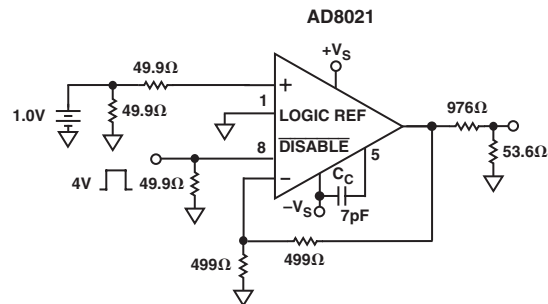 AD8021
+VS
49.9Ω
1.0V
49.9Ω
+
1
LOGIC REF
976Ω
8
DISABLE
5
53.6Ω
4V
49.9Ω
−
CC
−VS
7pF
499Ω
499Ω